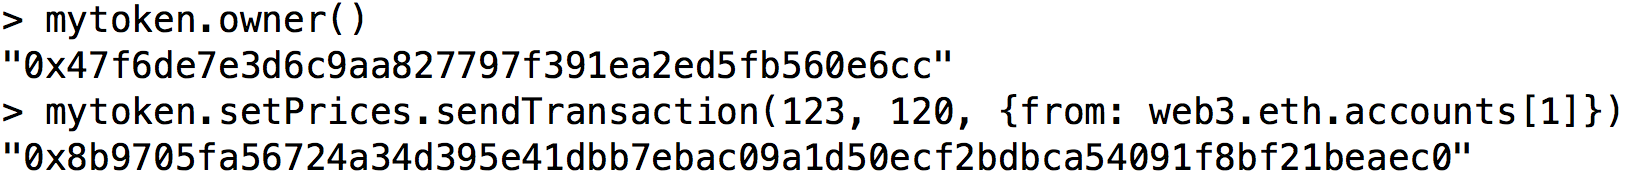 > mytoken.owner()
"0x47f6de7e3d6c9aa827797f391ea2ed5fb560e6cc"
> mytoken.setPrices.sendTransaction(123, 120, {from: web3.eth.accounts[1]})
"0x8b9705fa56724a34d395e41dbb7ebac09a1d50ecf2bdbca54091f8bf21beaec0"